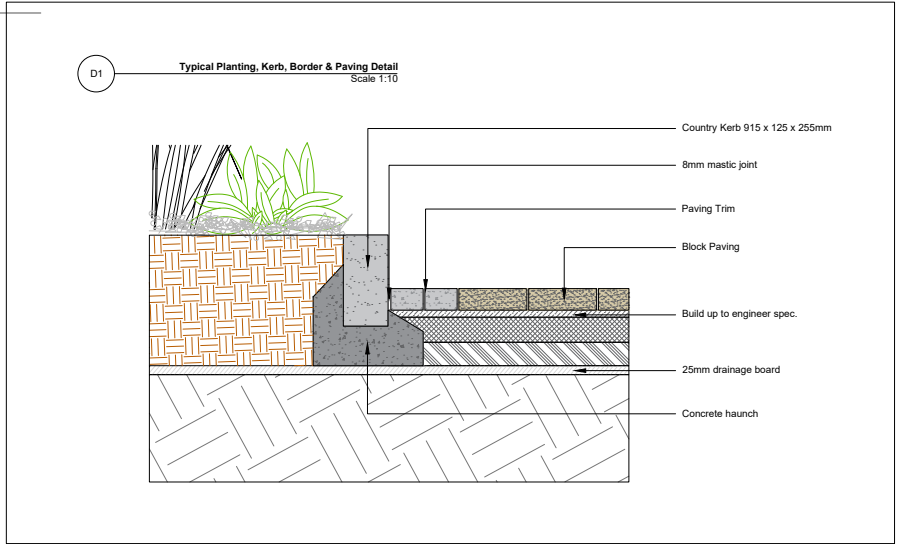 D1
Typical Planting, Kerb, Border & Paving Detail
Scale 1:10
Country Kerb 915 x 125 x 255mm
8mm mastic joint
Paving Trim
Block Paving
Build up to engineer spec.
25mm drainage board
Concrete haunch